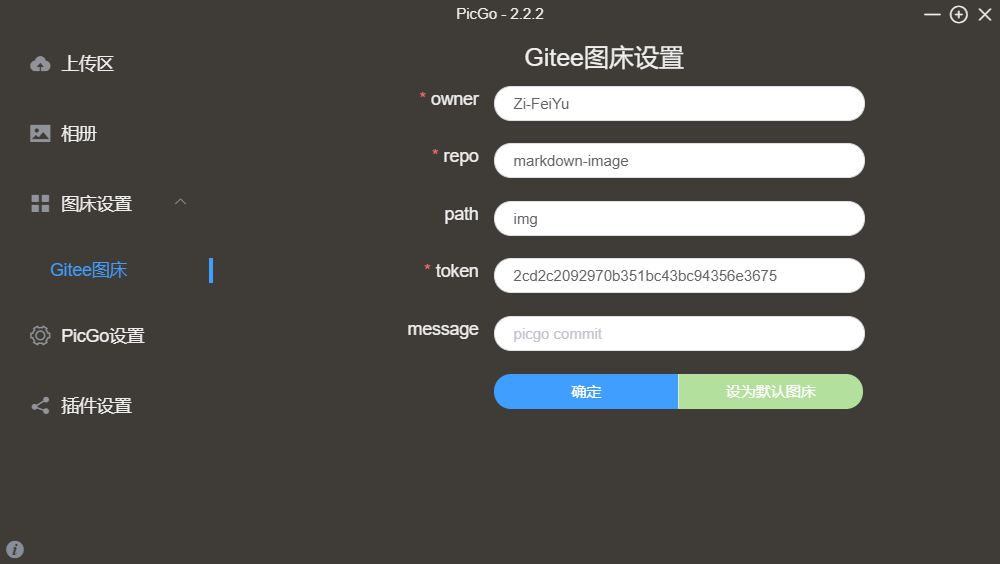 PicGo - 2.2.2
上传区
相册
图床设置
Gitee图床
PicGo设置
插件设置
Gitee图床设置
* owner Zi-FeiYu
* repo markdown-image
path img
* token 2cd2c2092970b351bc43bc94356e3675
message picgo commit
确定 设为默认图床